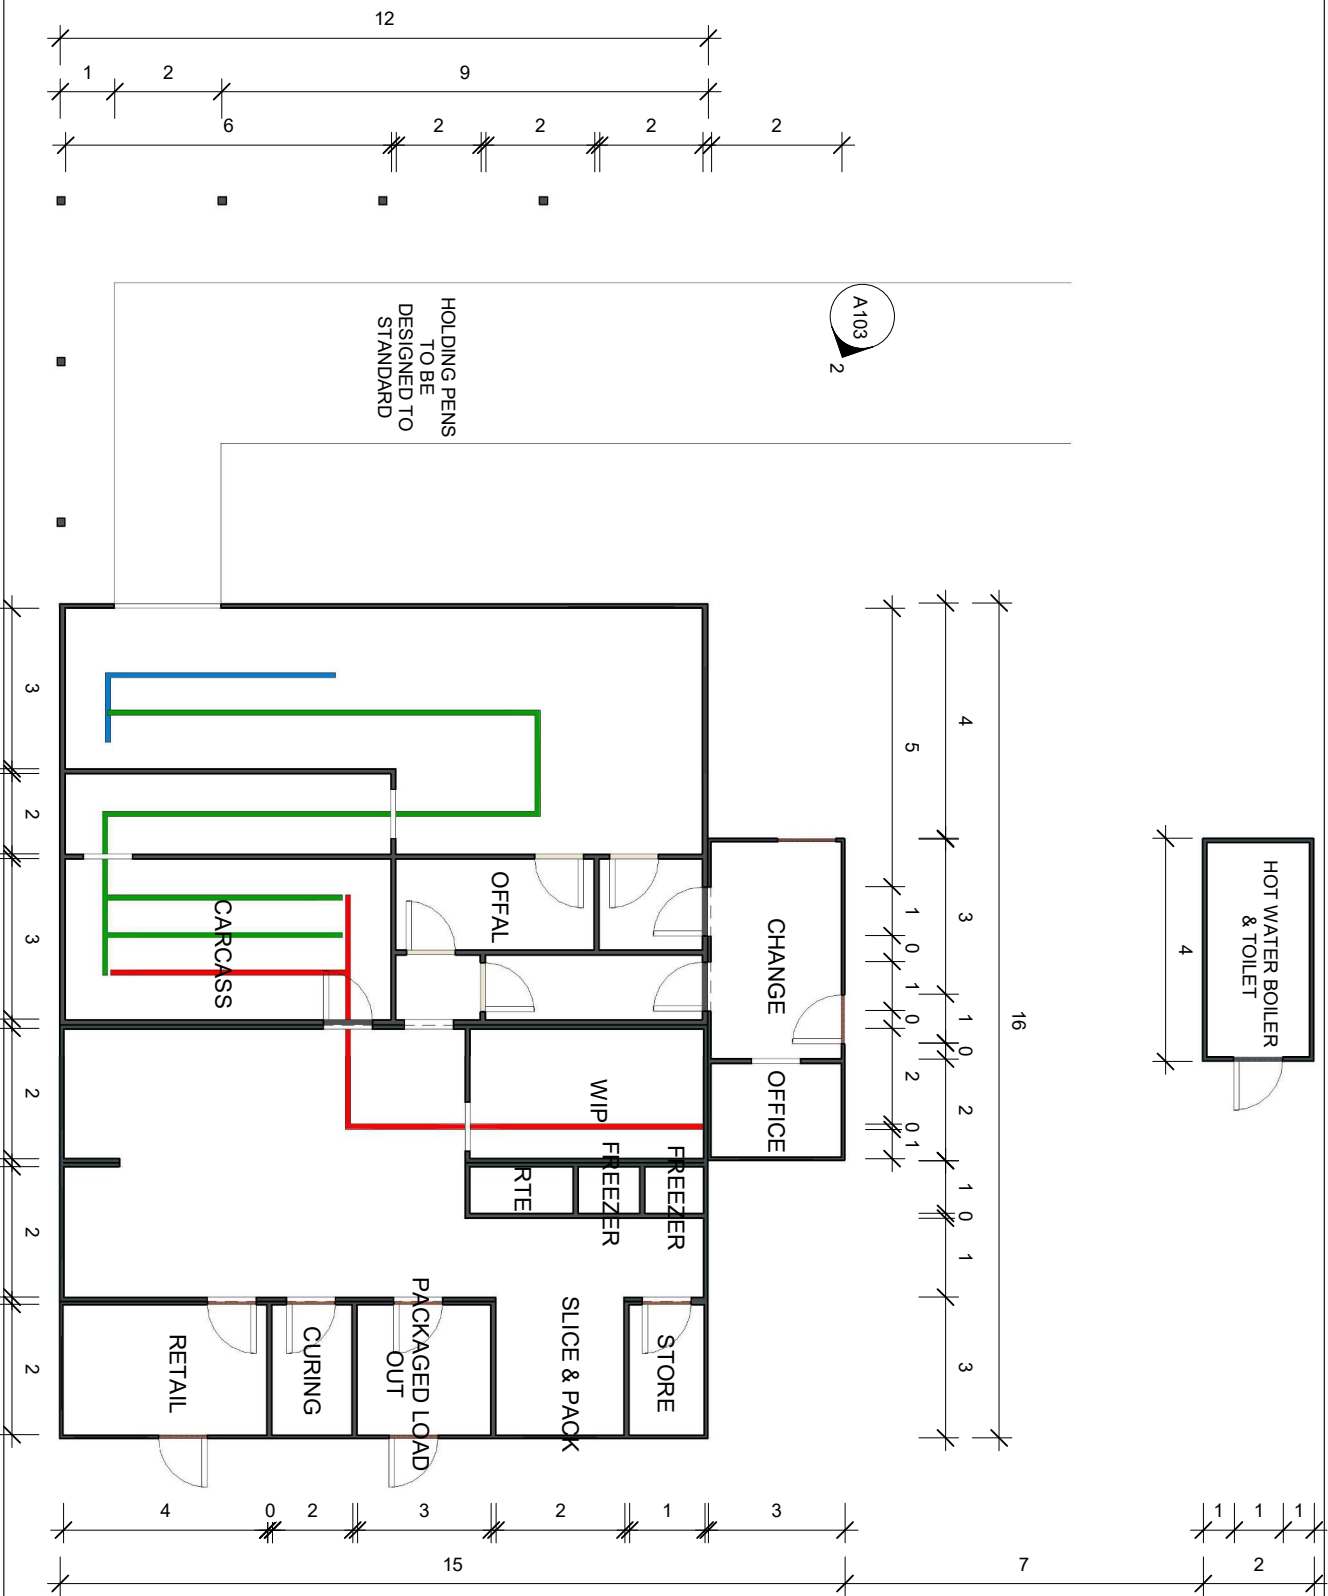 12
1
2
9
6
2
2
2
2
HOLDING PENS
TO BE
DESIGNED TO
STANDARD
A103
2
3
2
3
2
2
2
OFFAL
CARCASS
CHANGE
OFFICE
WIP
FREEZER
FREEZER
RTE
SLICE & PACK
STORE
PACKAGED LOAD
OUT
CURING
RETAIL
5
1
0
1
0
2
0
1
4
3
1
0
2
1
0
1
3
16
4
HOT WATER BOILER
& TOILET
4
0
2
3
2
1
3
1
1
1
15
7
2